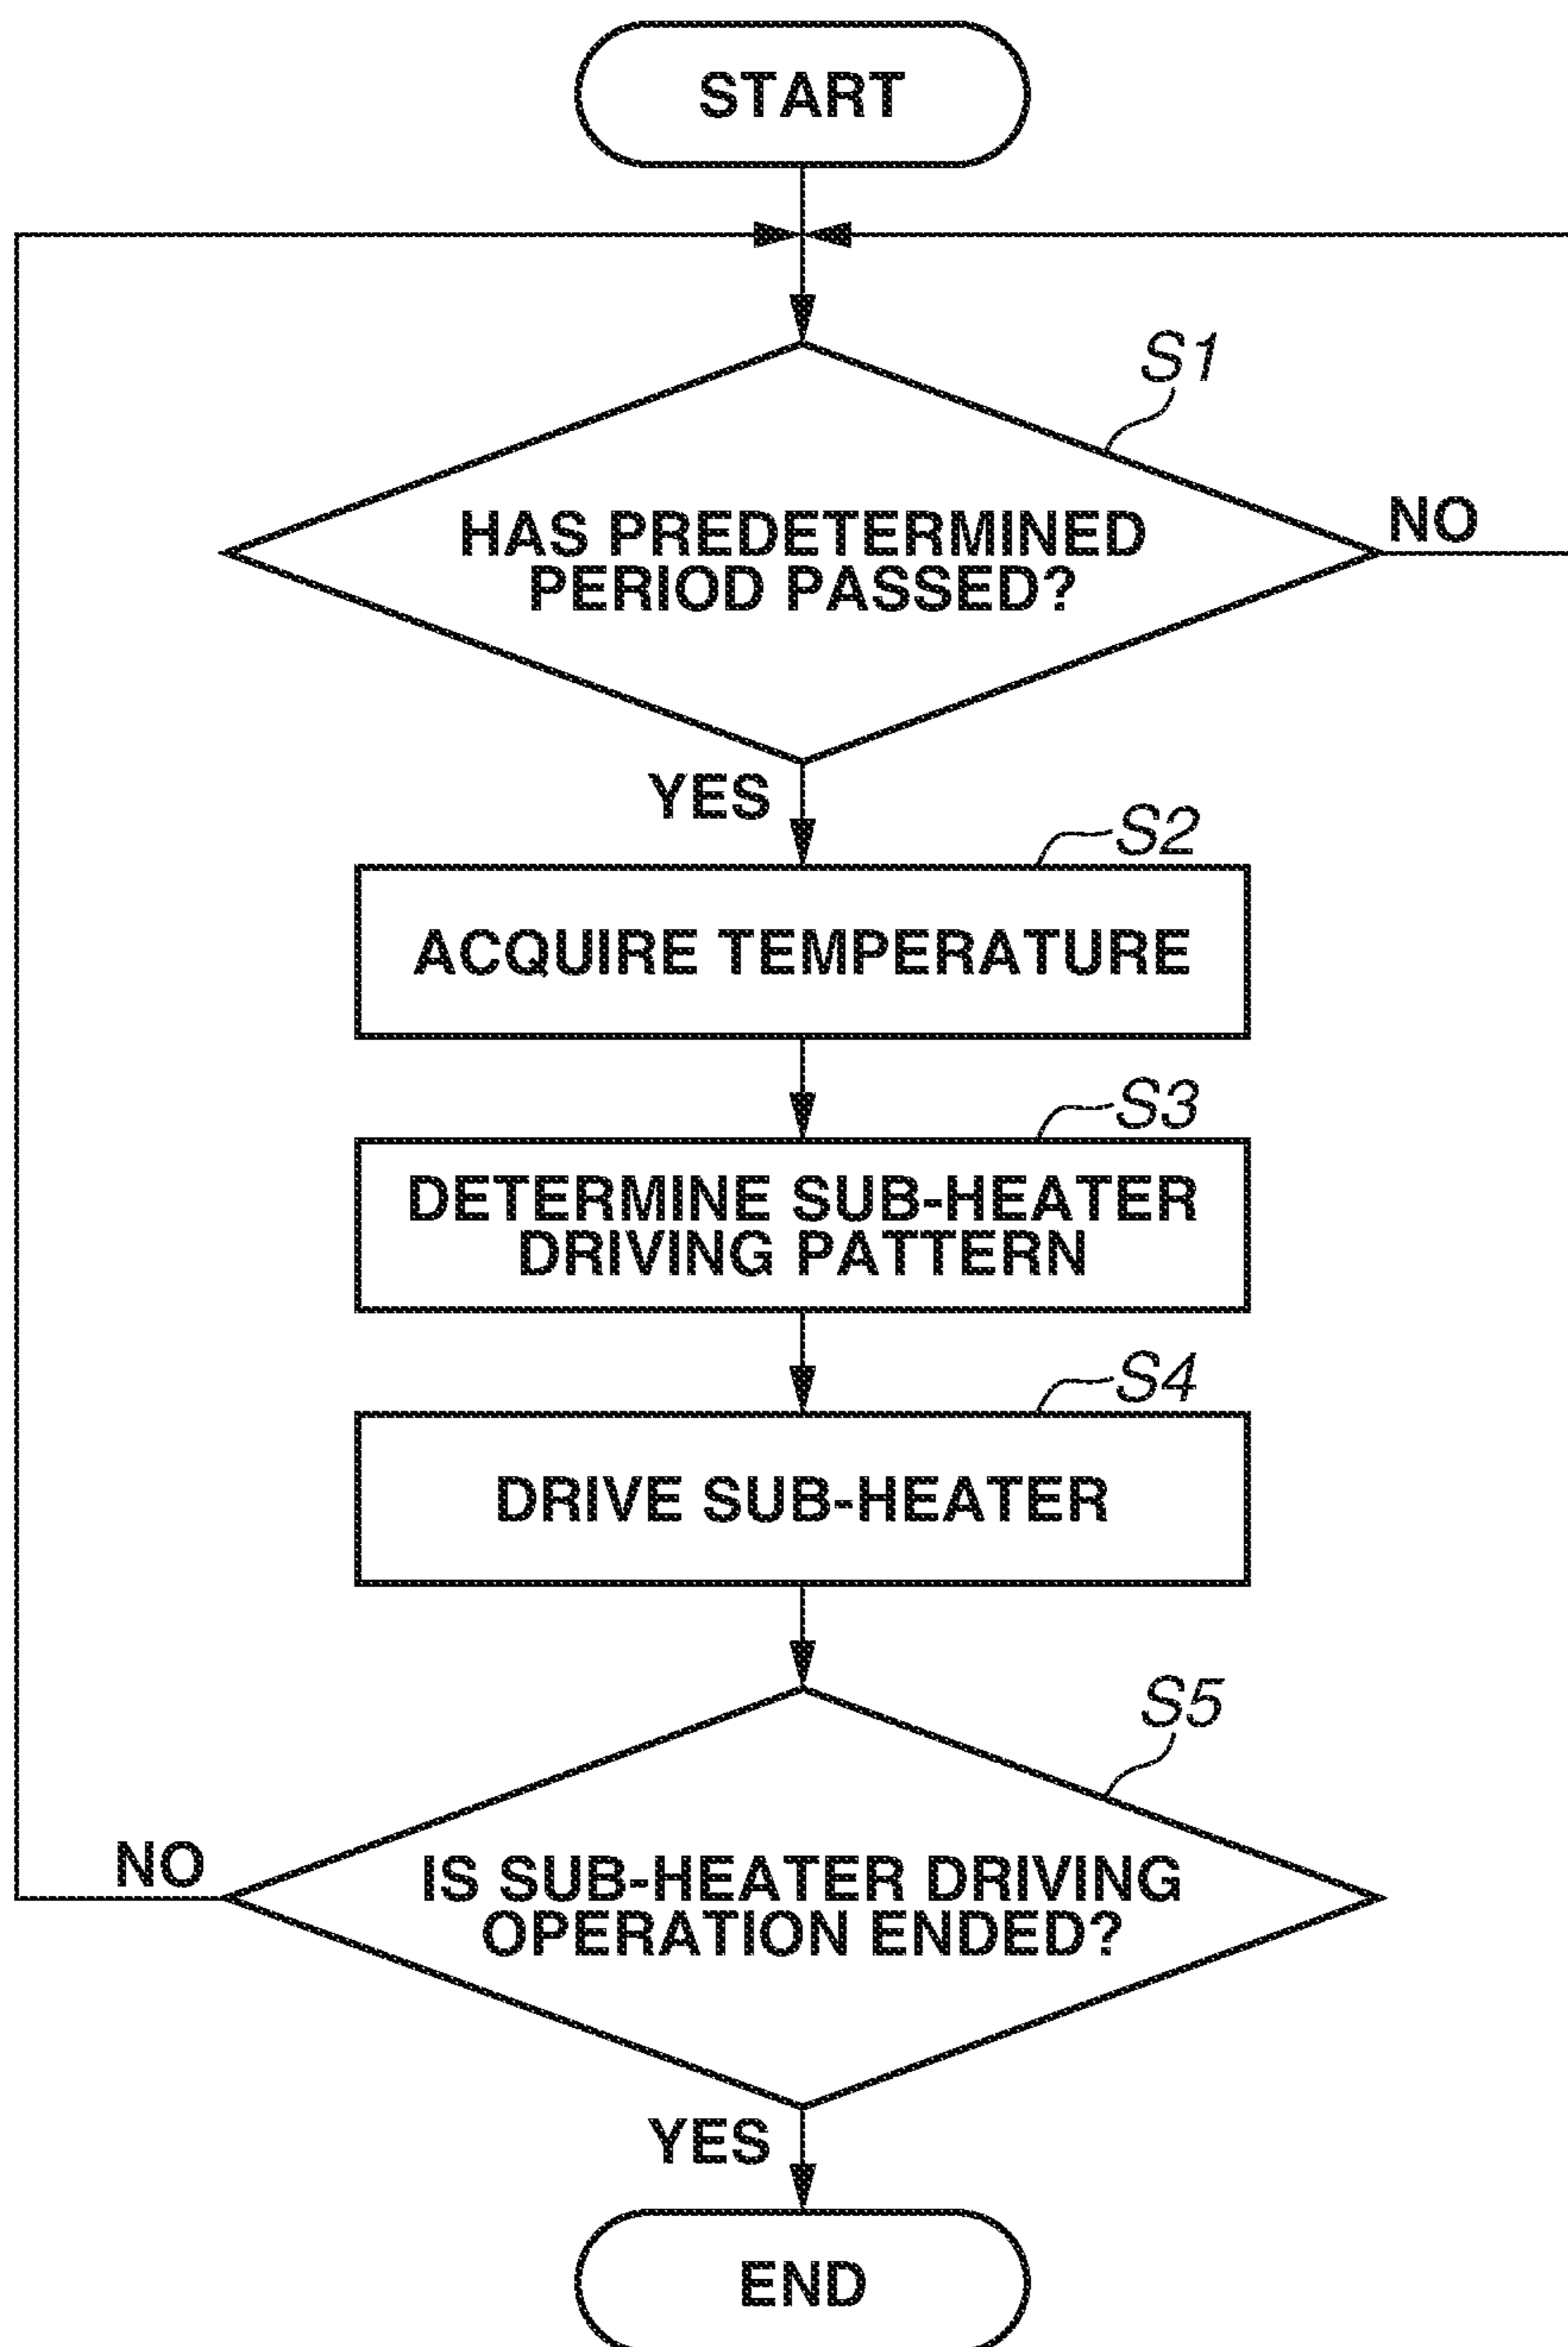 START
S1
HAS PREDETERMINED
PERIOD PASSED?
NO
YES
S2
ACQUIRE TEMPERATURE
S3
DETERMINE SUB-HEATER
DRIVING PATTERN
S4
DRIVE SUB-HEATER
S5
NO
IS SUB-HEATER DRIVING
OPERATION ENDED?
YES
END